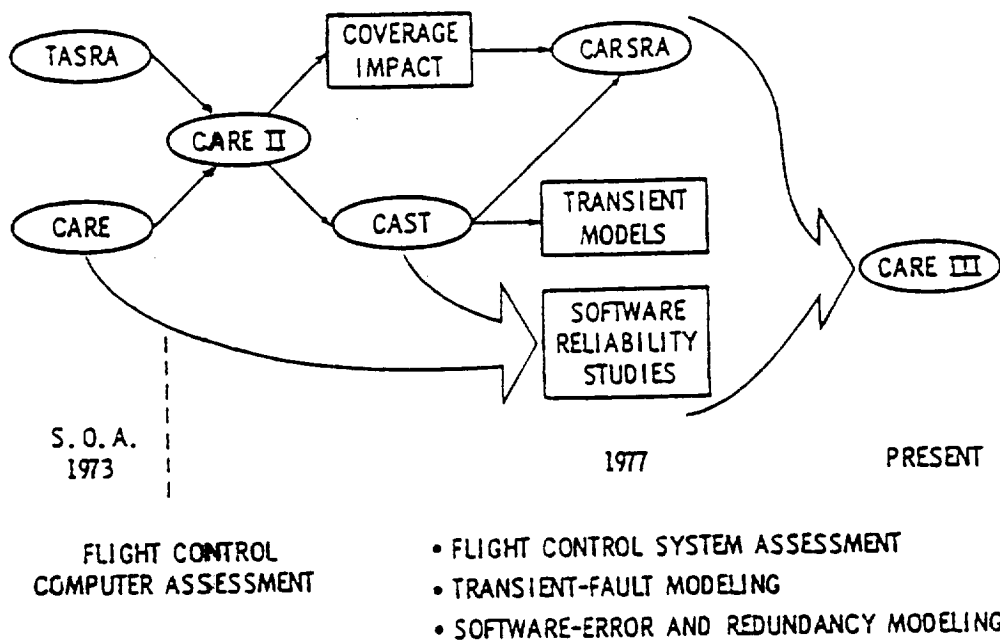 TASRA
COVERAGE
IMPACT
CARSRA
CARE II
CARE
CAST
TRANSIENT
MODELS
CARE III
SOFTWARE
RELIABILITY
STUDIES
S.O.A.
1973
1977
PRESENT
FLIGHT CONTROL
COMPUTER ASSESSMENT
• FLIGHT CONTROL SYSTEM ASSESSMENT
• TRANSIENT-FAULT MODELING
• SOFTWARE-ERROR AND REDUNDANCY MODELING